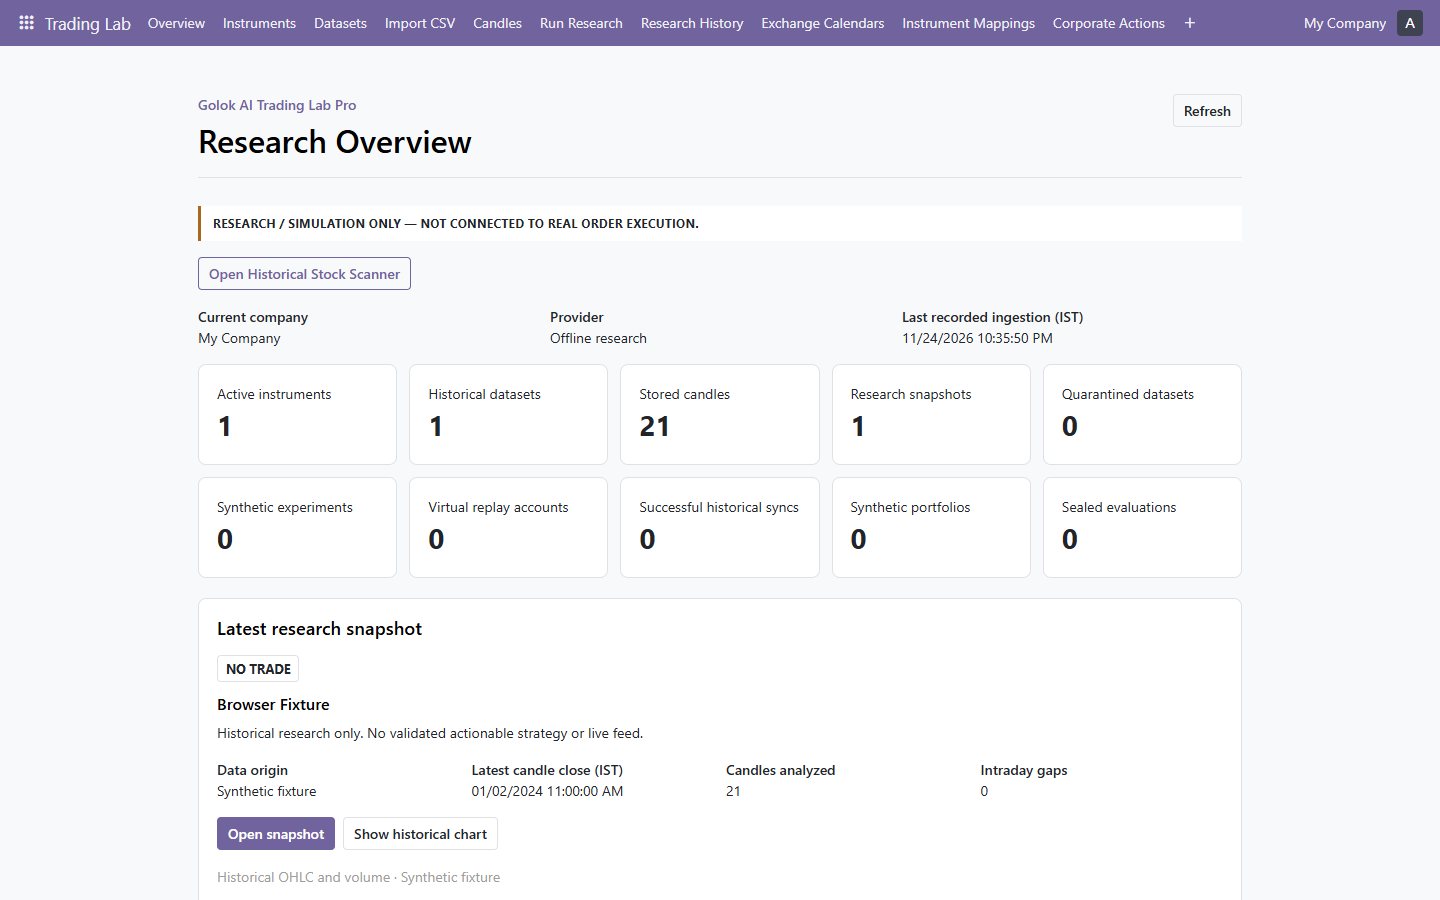 Trading Lab Overview Instruments Datasets Import CSV Candles Run Research Research History Exchange Calendars Instrument Mappings Corporate Actions + My Company A
Golok AI Trading Lab Pro
Refresh
Research Overview
RESEARCH / SIMULATION ONLY — NOT CONNECTED TO REAL ORDER EXECUTION.
Open Historical Stock Scanner
Current company Provider Last recorded ingestion (IST)
My Company Offline research 11/24/2026 10:35:50 PM
Active instruments Historical datasets Stored candles Research snapshots Quarantined datasets
1 1 21 1 0
Synthetic experiments Virtual replay accounts Successful historical syncs Synthetic portfolios Sealed evaluations
0 0 0 0 0
Latest research snapshot
NO TRADE
Browser Fixture
Historical research only. No validated actionable strategy or live feed.
Data origin Latest candle close (IST) Candles analyzed Intraday gaps
Synthetic fixture 01/02/2024 11:00:00 AM 21 0
Open snapshot Show historical chart
Historical OHLC and volume · Synthetic fixture